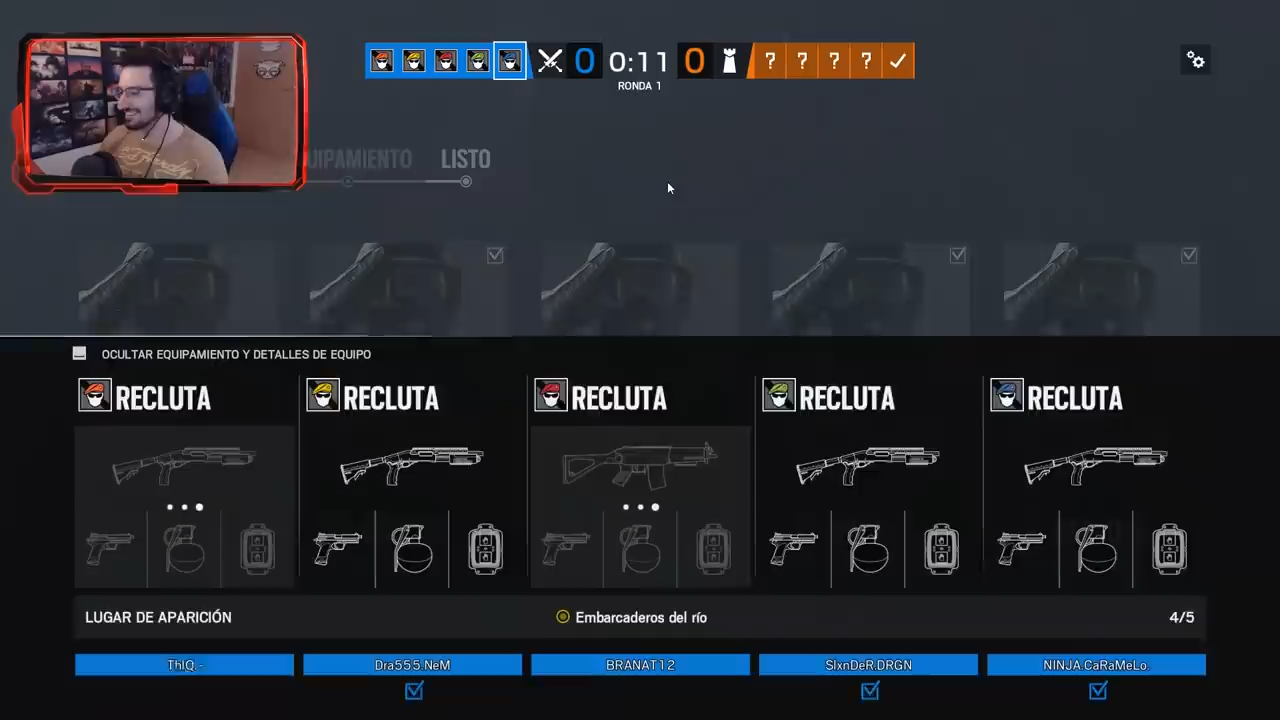 0 0:11 0 ? ? ? ?
RONDA 1
UIPAMIENTO LISTO
OCULTAR EQUIPAMIENTO Y DETALLES DE EQUIPO
RECLUTA RECLUTA RECLUTA RECLUTA RECLUTA
LUGAR DE APARICIÓN Embarcaderos del río 4/5
ThIQ.- Dra555.NeM BRANAT12 SlxnDeR.DRGN NINJA.CaRaMeLo.